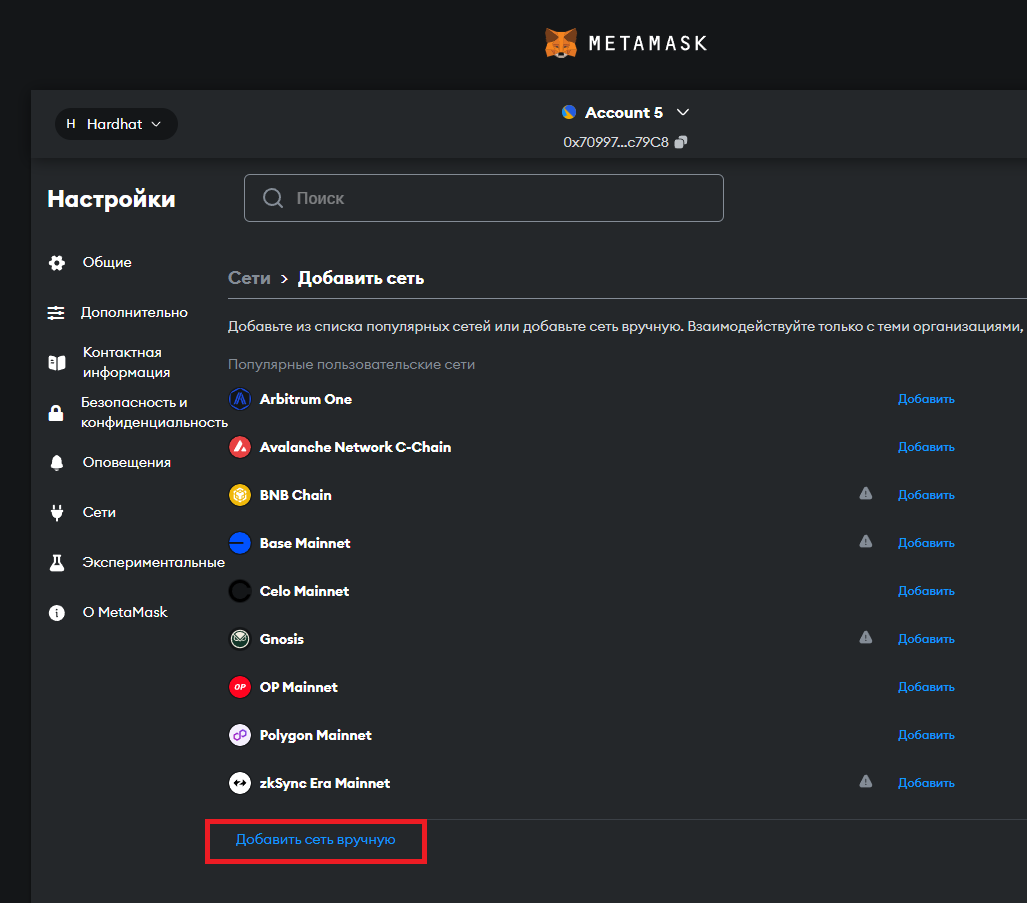 METAMASK
H Hardhat
Account 5
0x70997...c79C8
Настройки
Поиск
Общие
Дополнительно
Контактная
информация
Безопасность и
конфиденциальность
Оповещения
Сети
Экспериментальные
О MetaMask
Сети > Добавить сеть
Добавьте из списка популярных сетей или добавьте сеть вручную. Взаимодействуйте только с теми организациями,
Популярные пользовательские сети
Arbitrum One Добавить
Avalanche Network C-Chain Добавить
BNB Chain Добавить
Base Mainnet Добавить
Celo Mainnet Добавить
Gnosis Добавить
OP OP Mainnet Добавить
Polygon Mainnet Добавить
zkSync Era Mainnet Добавить
Добавить сеть вручную